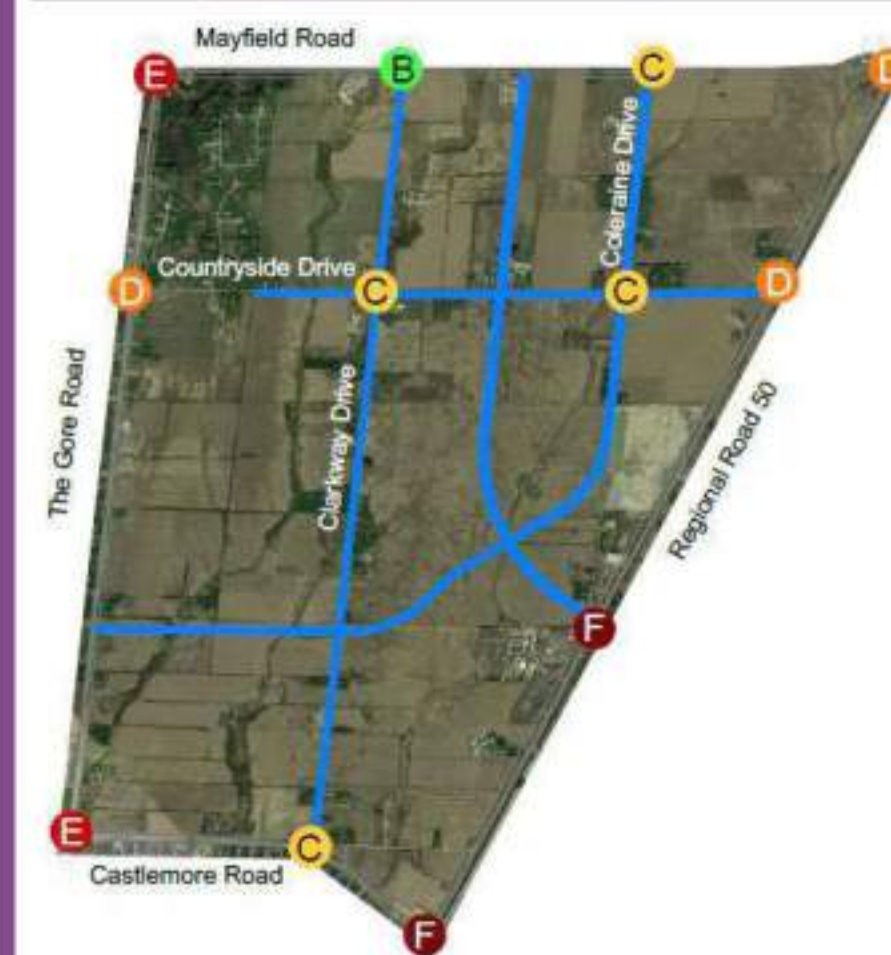 Mayfield Road
E
B
C
D
Coleraine Drive
Countryside Drive
D
C
C
D
The Gore Road
Clarkway Drive
Regional Road 50
F
E
C
Castlemore Road
F